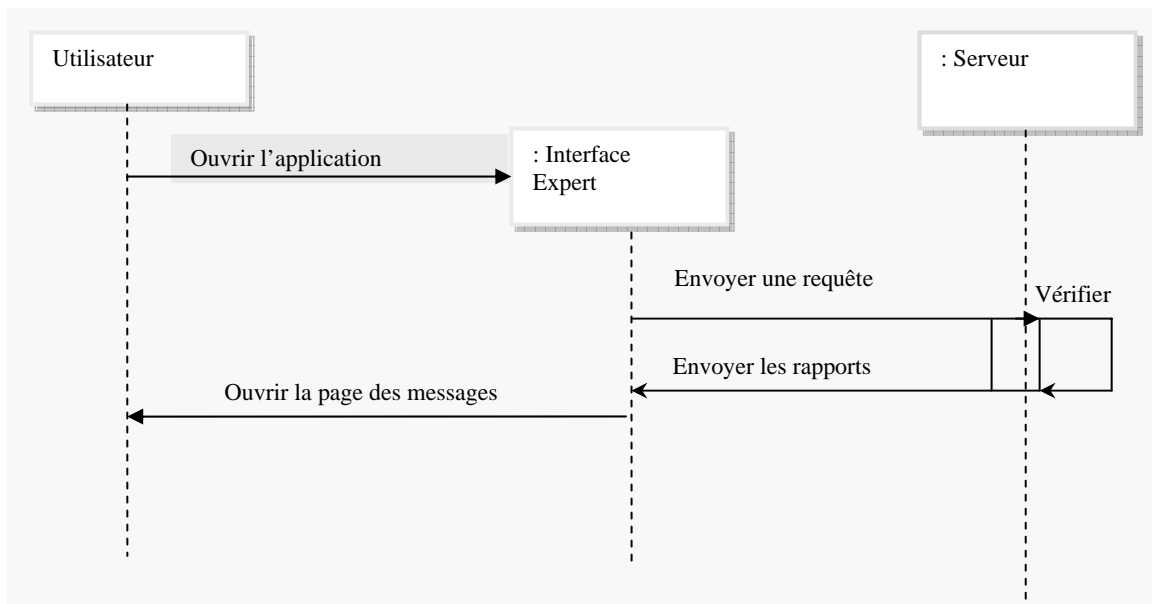 Utilisateur
: Serveur
Ouvrir l’application
: Interface
Expert
Envoyer une requête
Vérifier
Envoyer les rapports
Ouvrir la page des messages